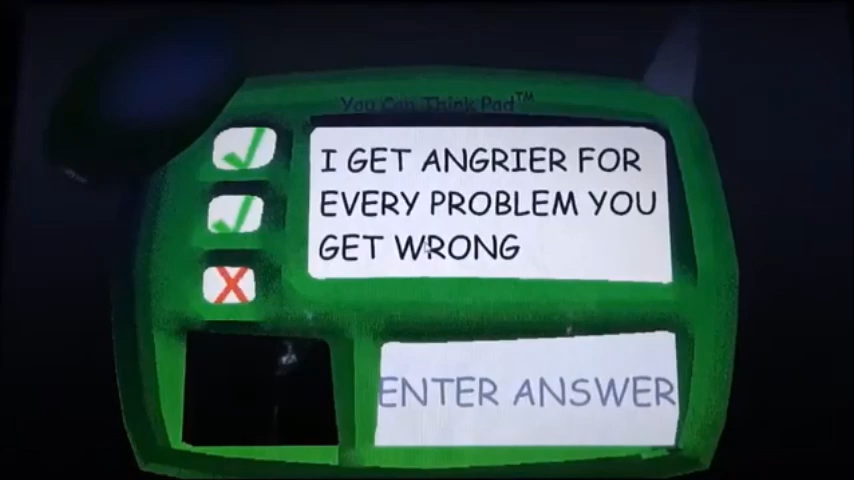 You Can Think Pad™
I GET ANGRIER FOR
EVERY PROBLEM YOU
GET WRONG
ENTER ANSWER